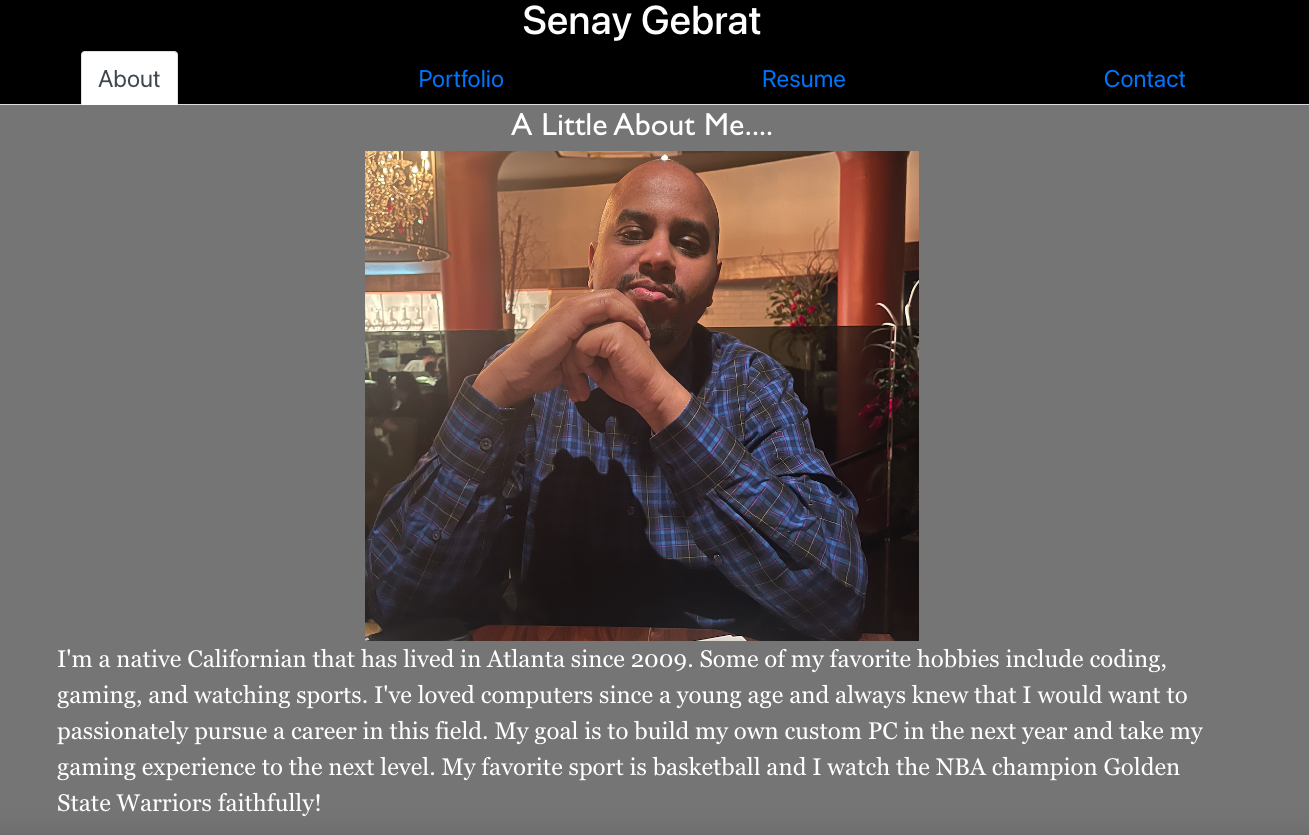 Senay Gebrat
About
Portfolio
Resume
Contact
A Little About Me....
I'm a native Californian that has lived in Atlanta since 2009. Some of my favorite hobbies include coding,
gaming, and watching sports. I've loved computers since a young age and always knew that I would want to
passionately pursue a career in this field. My goal is to build my own custom PC in the next year and take my
gaming experience to the next level. My favorite sport is basketball and I watch the NBA champion Golden
State Warriors faithfully!